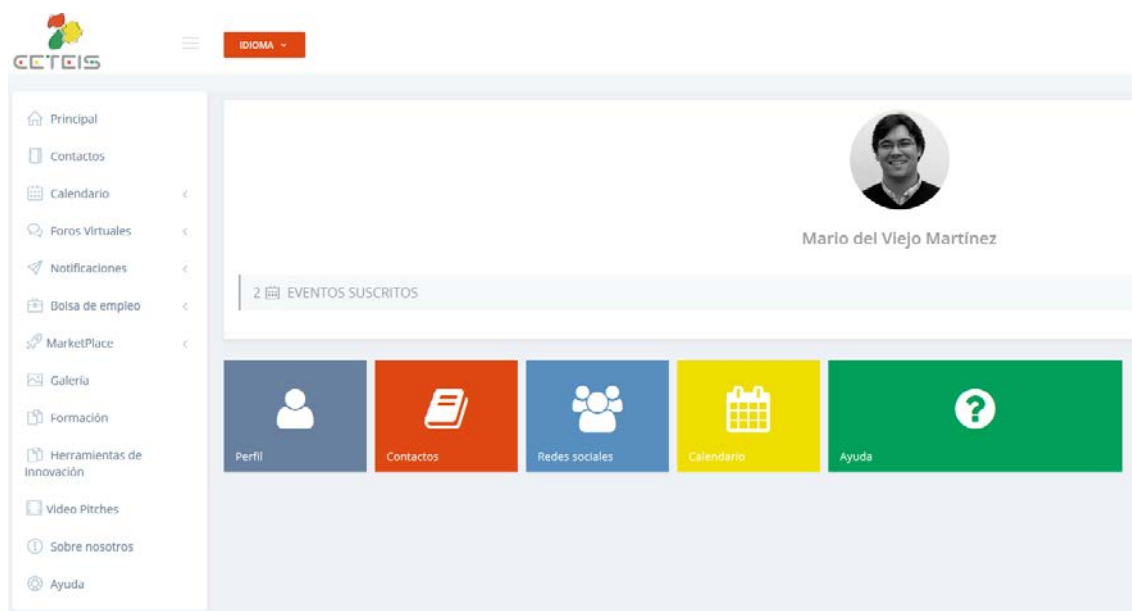 CETEIS
IDIOMA
Principal
Contactos
Calendario
Foros Virtuales
Notificaciones
Bolsa de empleo
MarketPlace
Galería
Formación
Herramientas de
Innovación
Video Pitches
Sobre nosotros
Ayuda
Mario del Viejo Martínez
2 EVENTOS SUSCRITOS
Perfil
Contactos
Redes sociales
Calendario
Ayuda